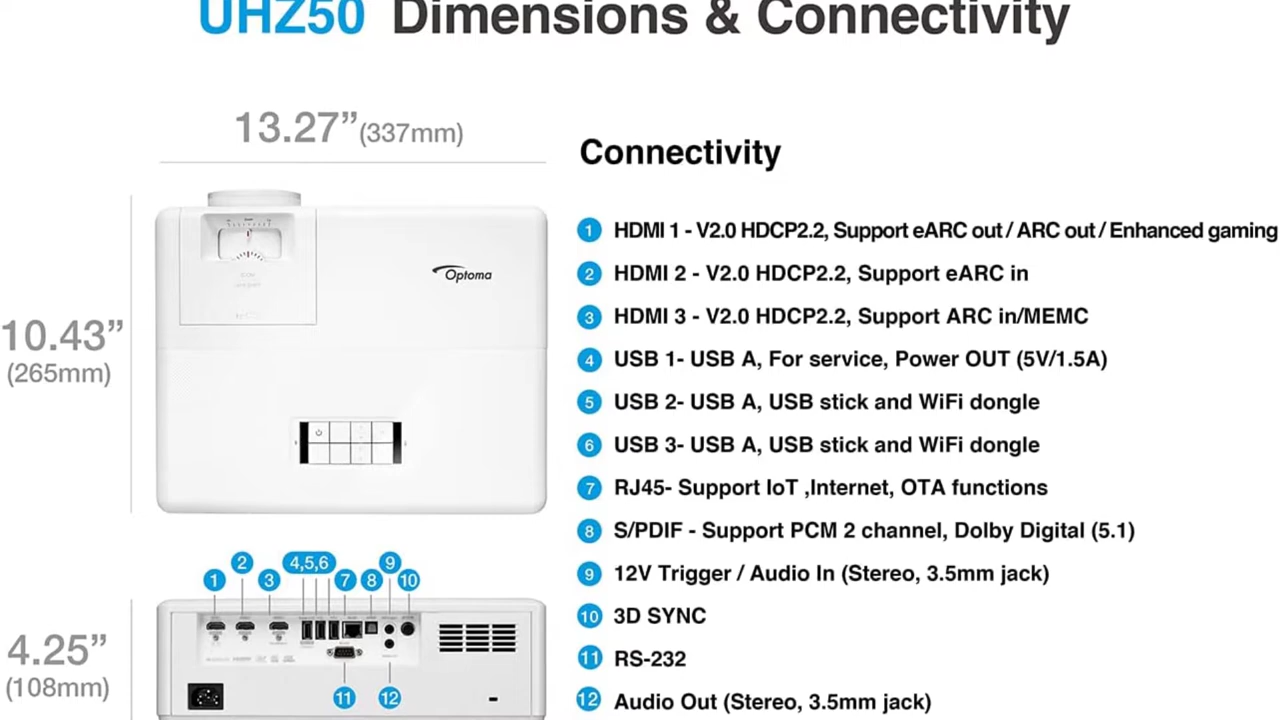 UHZ50 Dimensions & Connectivity
13.27”(337mm)
Connectivity
Optoma
10.43”
(265mm)
1 HDMI 1 - V2.0 HDCP2.2, Support eARC out / ARC out / Enhanced gaming
2 HDMI 2 - V2.0 HDCP2.2, Support eARC in
3 HDMI 3 - V2.0 HDCP2.2, Support ARC in/MEMC
4 USB 1- USB A, For service, Power OUT (5V/1.5A)
5 USB 2- USB A, USB stick and WiFi dongle
6 USB 3- USB A, USB stick and WiFi dongle
7 RJ45- Support IoT ,Internet, OTA functions
8 S/PDIF - Support PCM 2 channel, Dolby Digital (5.1)
9 12V Trigger / Audio In (Stereo, 3.5mm jack)
10 3D SYNC
11 RS-232
12 Audio Out (Stereo, 3.5mm jack)
1 2 3 4,5,6 7 8 9 10
4.25”
(108mm)
11 12